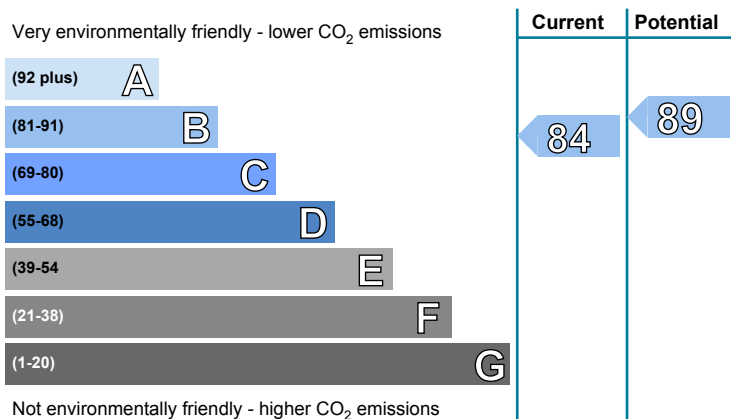 Very environmentally friendly - lower CO₂ emissions
Current
Potential
(92 plus) A
(81-91) B
84
89
(69-80) C
(55-68) D
(39-54 E
(21-38) F
(1-20) G
Not environmentally friendly - higher CO₂ emissions